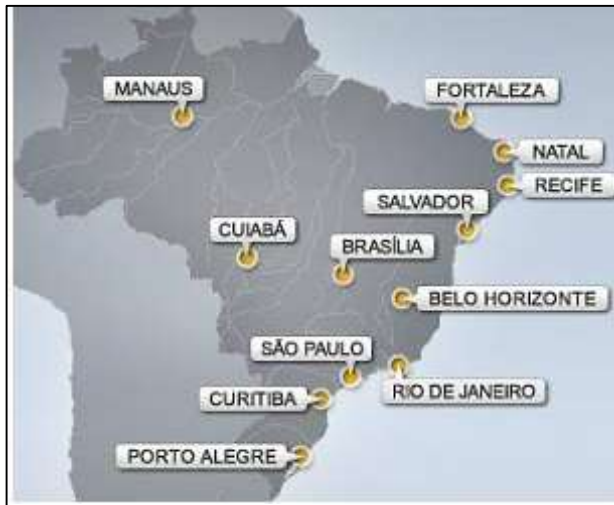 MANAUS
FORTALEZA
NATAL
RECIFE
SALVADOR
CUIABÁ
BRASÍLIA
BELO HORIZONTE
SÃO PAULO
RIO DE JANEIRO
CURITIBA
PORTO ALEGRE